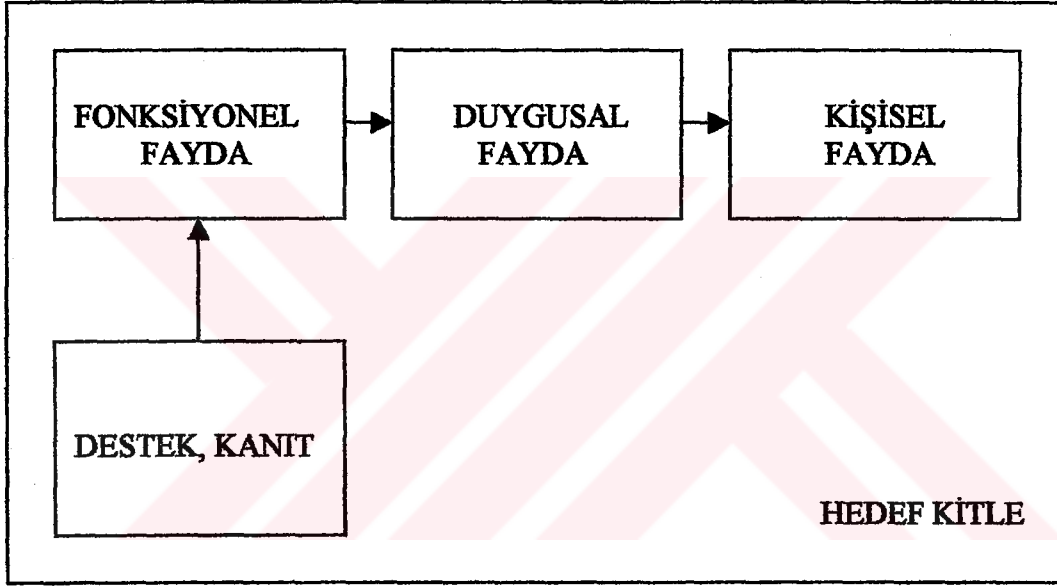 FONKSİYONEL
FAYDA
DUYGUSAL
FAYDA
KİŞİSEL
FAYDA
DESTEK, KANIT
HEDEF KİTLE